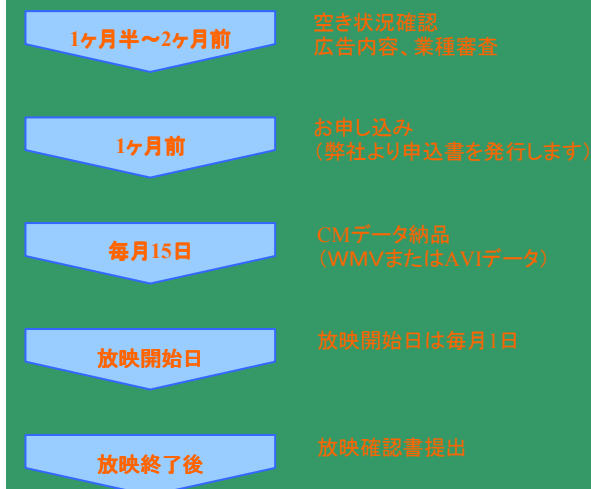 1ヶ月半～2ヶ月前
空き状況確認
広告内容、業種審査
1ヶ月前
お申し込み
（弊社より申込書を発行します）
毎月15日
CMデータ納品
（WMVまたはAVIデータ）
放映開始日
放映開始日は毎月1日
放映終了後
放映確認書提出